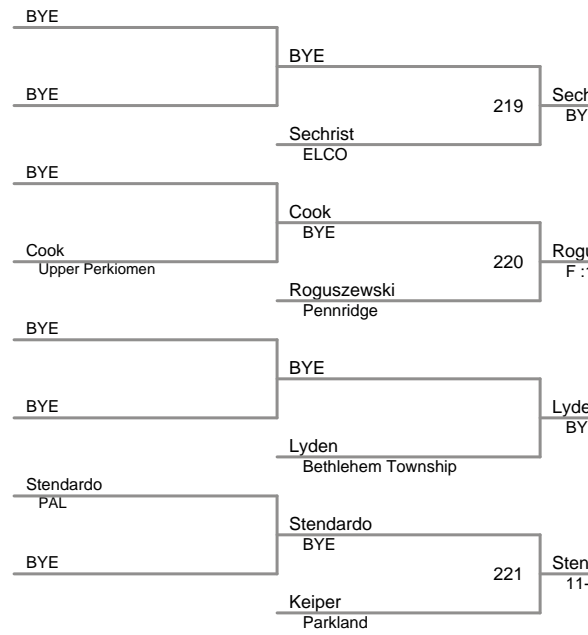 BYE
BYE
BYE
219
Sechrist
ELCO
BYE
Cook
Upper Perkiomen
Cook
BYE
220
Roguszewski
Pennridge
BYE
BYE
BYE
Lyden
Bethlehem Township
Stendardo
PAL
BYE
Stendardo
BYE
221
Keiper
Parkland